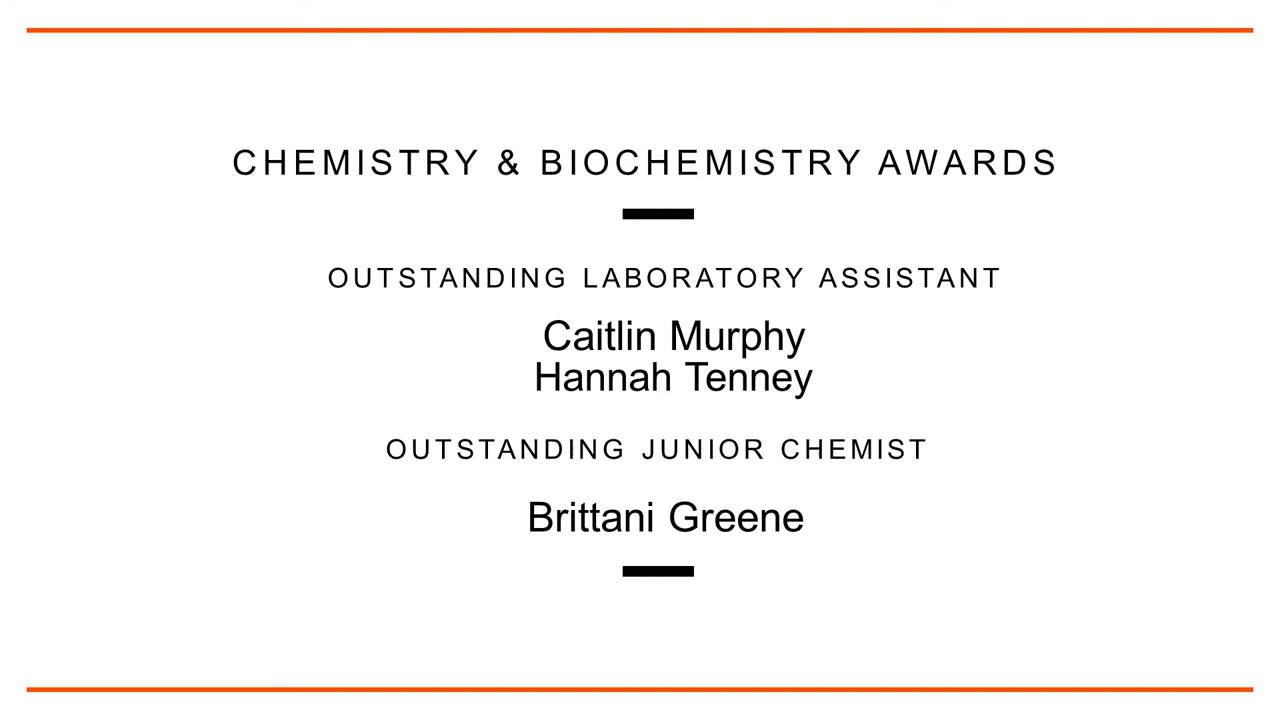 CHEMISTRY & BIOCHEMISTRY AWARDS
OUTSTANDING LABORATORY ASSISTANT
Caitlin Murphy
Hannah Tenney
OUTSTANDING JUNIOR CHEMIST
Brittani Greene